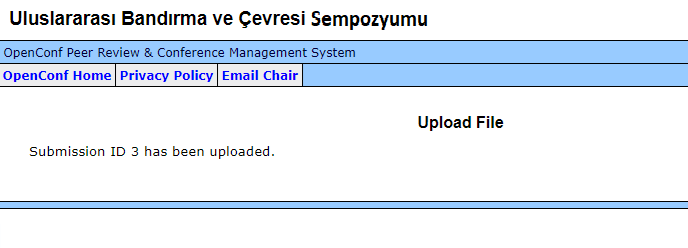 Uluslararası Bandırma ve Çevresi Sempozyumu
OpenConf Peer Review & Conference Management System
OpenConf Home Privacy Policy Email Chair
Upload File
Submission ID 3 has been uploaded.